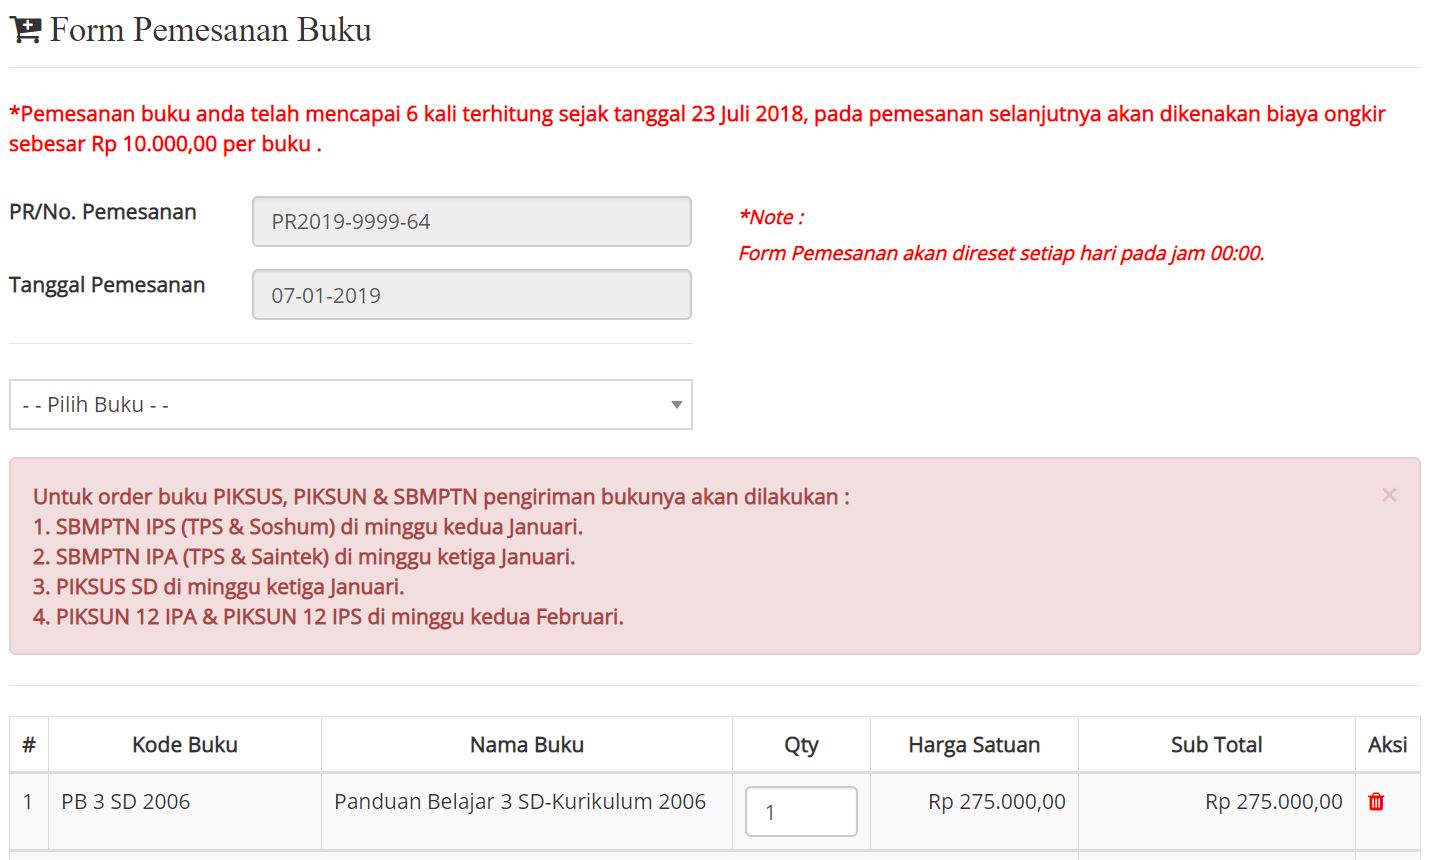 Form Pemesanan Buku
*Pemesanan buku anda telah mencapai 6 kali terhitung sejak tanggal 23 Juli 2018, pada pemesanan selanjutnya akan dikenakan biaya ongkir
sebesar Rp 10.000,00 per buku .
PR/No. Pemesanan
PR2019-9999-64
*Note :
Form Pemesanan akan direset setiap hari pada jam 00:00.
Tanggal Pemesanan
07-01-2019
- - Pilih Buku - -
Untuk order buku PIKSUS, PIKSUN & SBMPTN pengiriman bukunya akan dilakukan :
1. SBMPTN IPS (TPS & Soshum) di minggu kedua Januari.
2. SBMPTN IPA (TPS & Saintek) di minggu ketiga Januari.
3. PIKSUS SD di minggu ketiga Januari.
4. PIKSUN 12 IPA & PIKSUN 12 IPS di minggu kedua Februari.
# Kode Buku Nama Buku Qty Harga Satuan Sub Total Aksi
1 PB 3 SD 2006 Panduan Belajar 3 SD-Kurikulum 2006 1 Rp 275.000,00 Rp 275.000,00